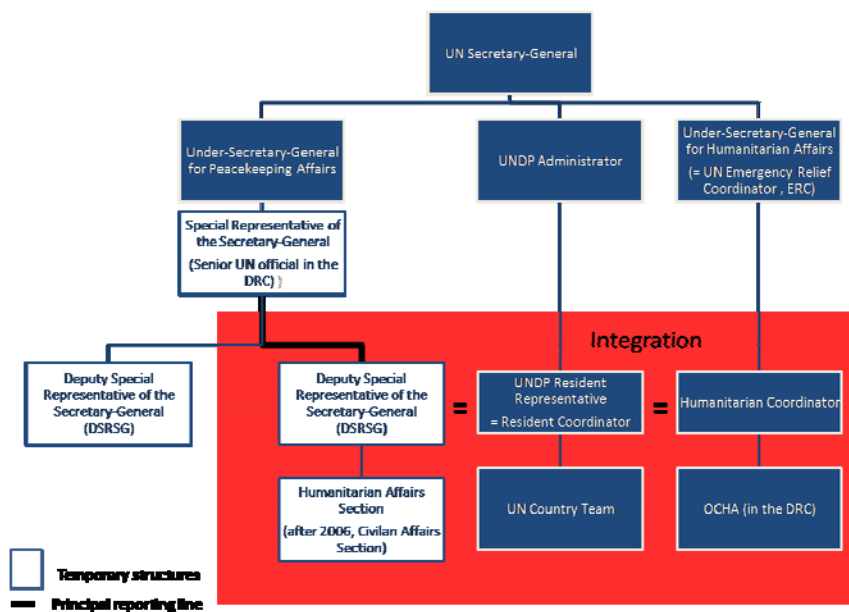 UN Secretary-General
Under-Secretary-General
for Peacekeeping Affairs
UNDP Administrator
Under-Secretary-General
for Humanitarian Affairs
(= UN Emergency Relief
Coordinator , ERC)
Special Representative of
the Secretary-General
(Senior UN official in the
DRC) )
Integration
Deputy Special
Representative of the
Secretary-General
(DSRSG)
Deputy Special
Representative of the
Secretary-General
(DSRSG)
=
UNDP Resident
Representative
= Resident Coordinator
=
Humanitarian Coordinator
Humanitarian Affairs
Section
(after 2006, Civilan Affairs
Section)
UN Country Team
OCHA (in the DRC)
Temporary structures
Principal reporting line